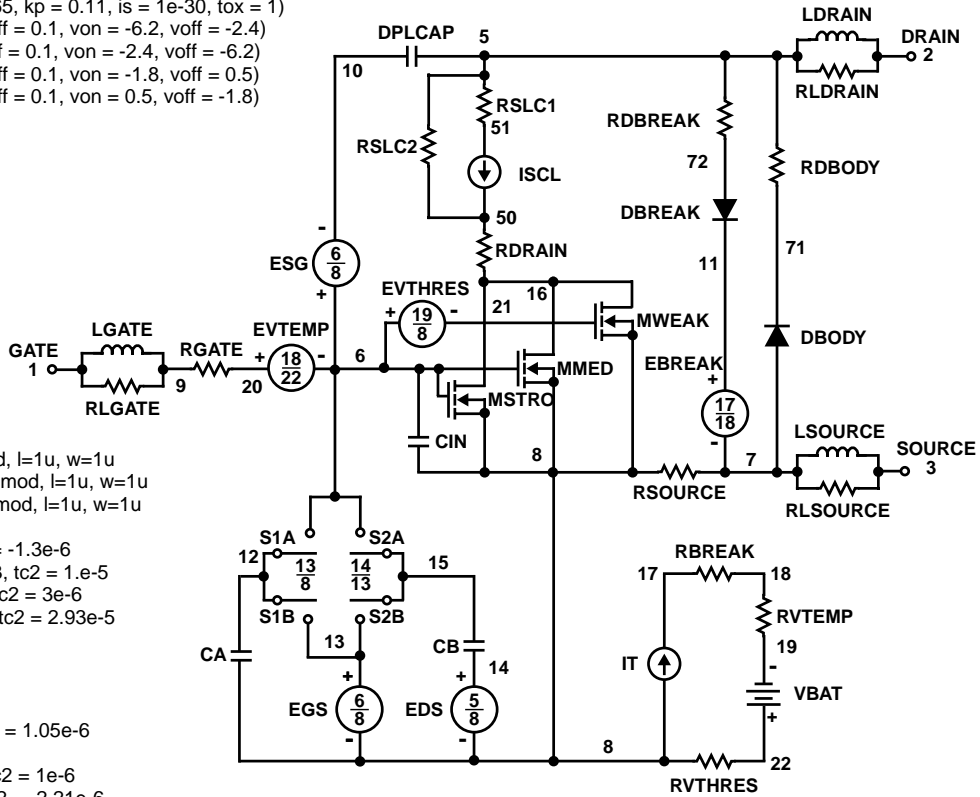 65, kp = 0.11, is = 1e-30, tox = 1)
ff = 0.1, von = -6.2, voff = -2.4)
f = 0.1, von = -2.4, voff = -6.2)
ff = 0.1, von = -1.8, voff = 0.5)
ff = 0.1, von = 0.5, voff = -1.8)
LDRAIN
DPLCAP
5
DRAIN
2
10
RLDRAIN
RSLC1
51
RDBREAK
RSLC2
72
RDBODY
ISCL
DBREAK
50
RDRAIN
71
ESG
6
8
11
EVTHRES
16
21
19
8
MWEAK
LGATE
EVTEMP
DBODY
GATE
1
RGATE
18
22
6
EBREAK
MMED
9
20
MSTRO
RLGATE
17
18
LSOURCE
CIN
SOURCE
3
8
7
RSOURCE
RLSOURCE
d, l=1u, w=1u
mod, l=1u, w=1u
mod, l=1u, w=1u
= -1.3e-6
3, tc2 = 1.e-5
c2 = 3e-6
tc2 = 2.93e-5
S1A
S2A
12
13
8
14
13
15
RBREAK
17
18
S1B
S2B
RVTEMP
13
CB
19
CA
14
IT
VBAT
EGS
6
8
EDS
5
8
8
22
RVTHRES
= 1.05e-6
c2 = 1e-6